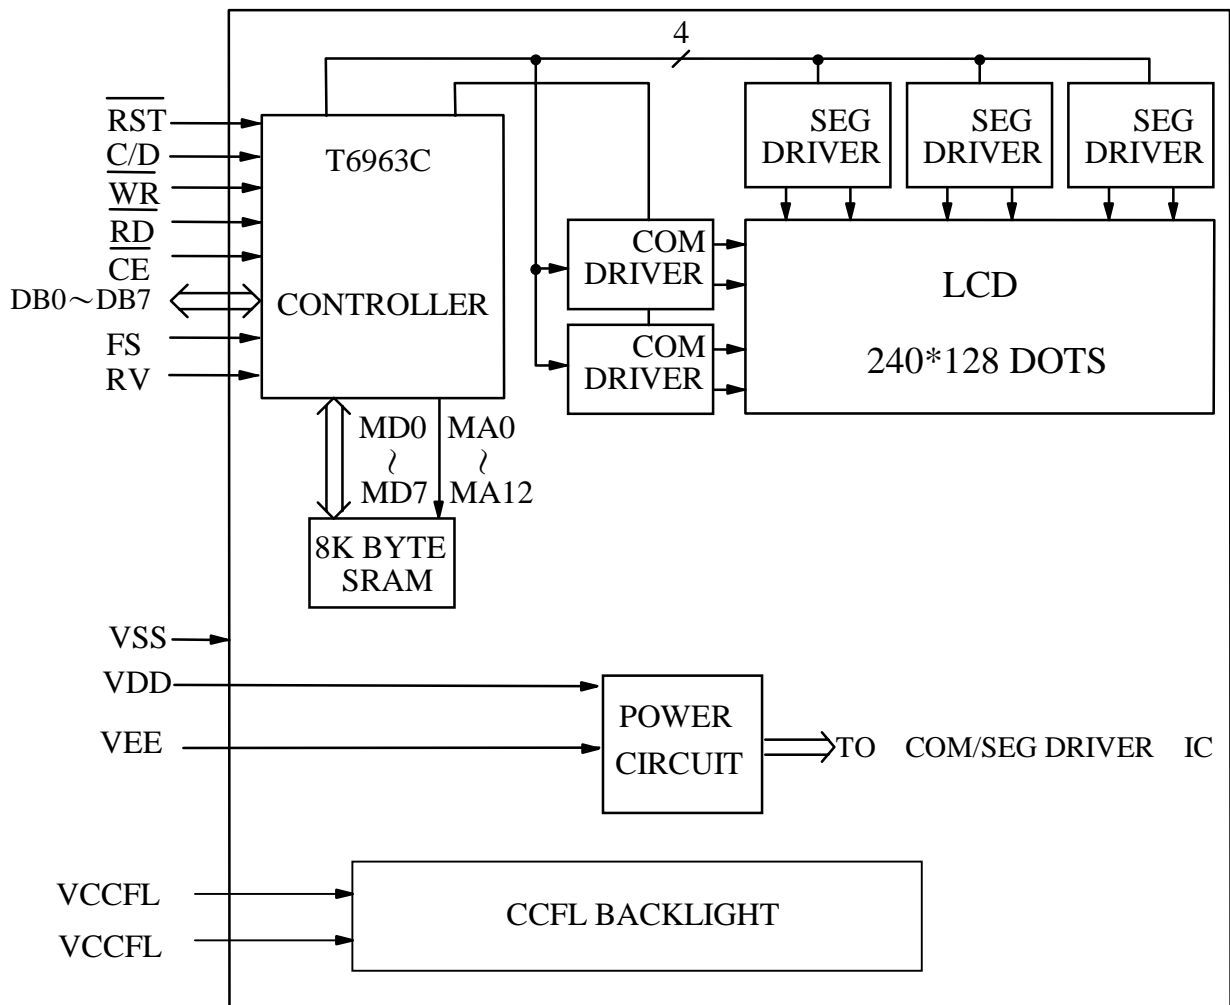 4
RST
C/D
WR
RD
CE
DB0～DB7
FS
RV
T6963C
CONTROLLER
SEG
DRIVER
SEG
DRIVER
SEG
DRIVER
COM
DRIVER
COM
DRIVER
LCD
240*128 DOTS
MD0
～
MD7
MA0
～
MA12
8K BYTE
SRAM
VSS
VDD
VEE
POWER
CIRCUIT
TO COM/SEG DRIVER IC
VCCFL
VCCFL
CCFL BACKLIGHT